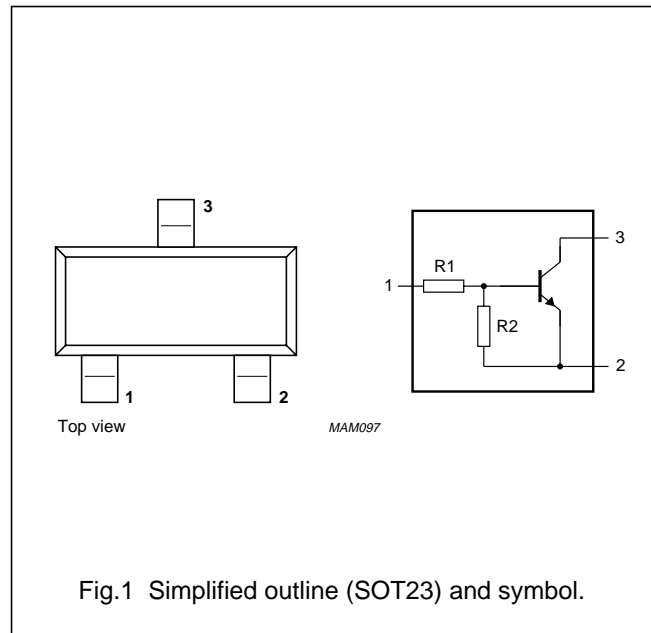 3
1
2
Top view
MAM097
1
R1
R2
3
2
Fig.1 Simplified outline (SOT23) and symbol.